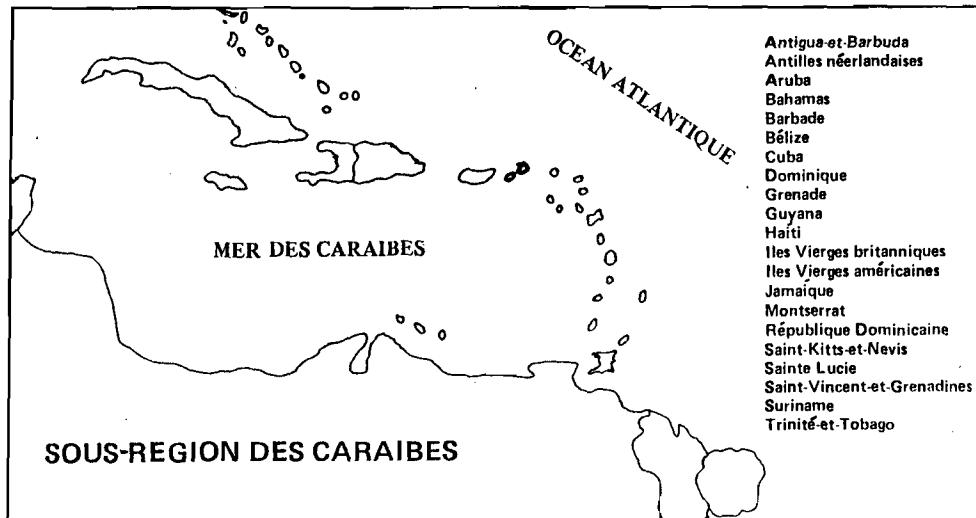 OCEAN ATLANTIQUE
MER DES CARAIBES
SOUS-REGION DES CARAIBES
Antigua-et-Barbuda
Antilles néerlandaises
Aruba
Bahamas
Barbade
Bélize
Cuba
Dominique
Grenade
Guyana
Haïti
Iles Vierges britanniques
Iles Vierges américaines
Jamaïque
Montserrat
République Dominicaine
Saint-Kitts-et-Nevis
Sainte Lucie
Saint-Vincent-et-Grenadines
Suriname
Trinité-et-Tobago